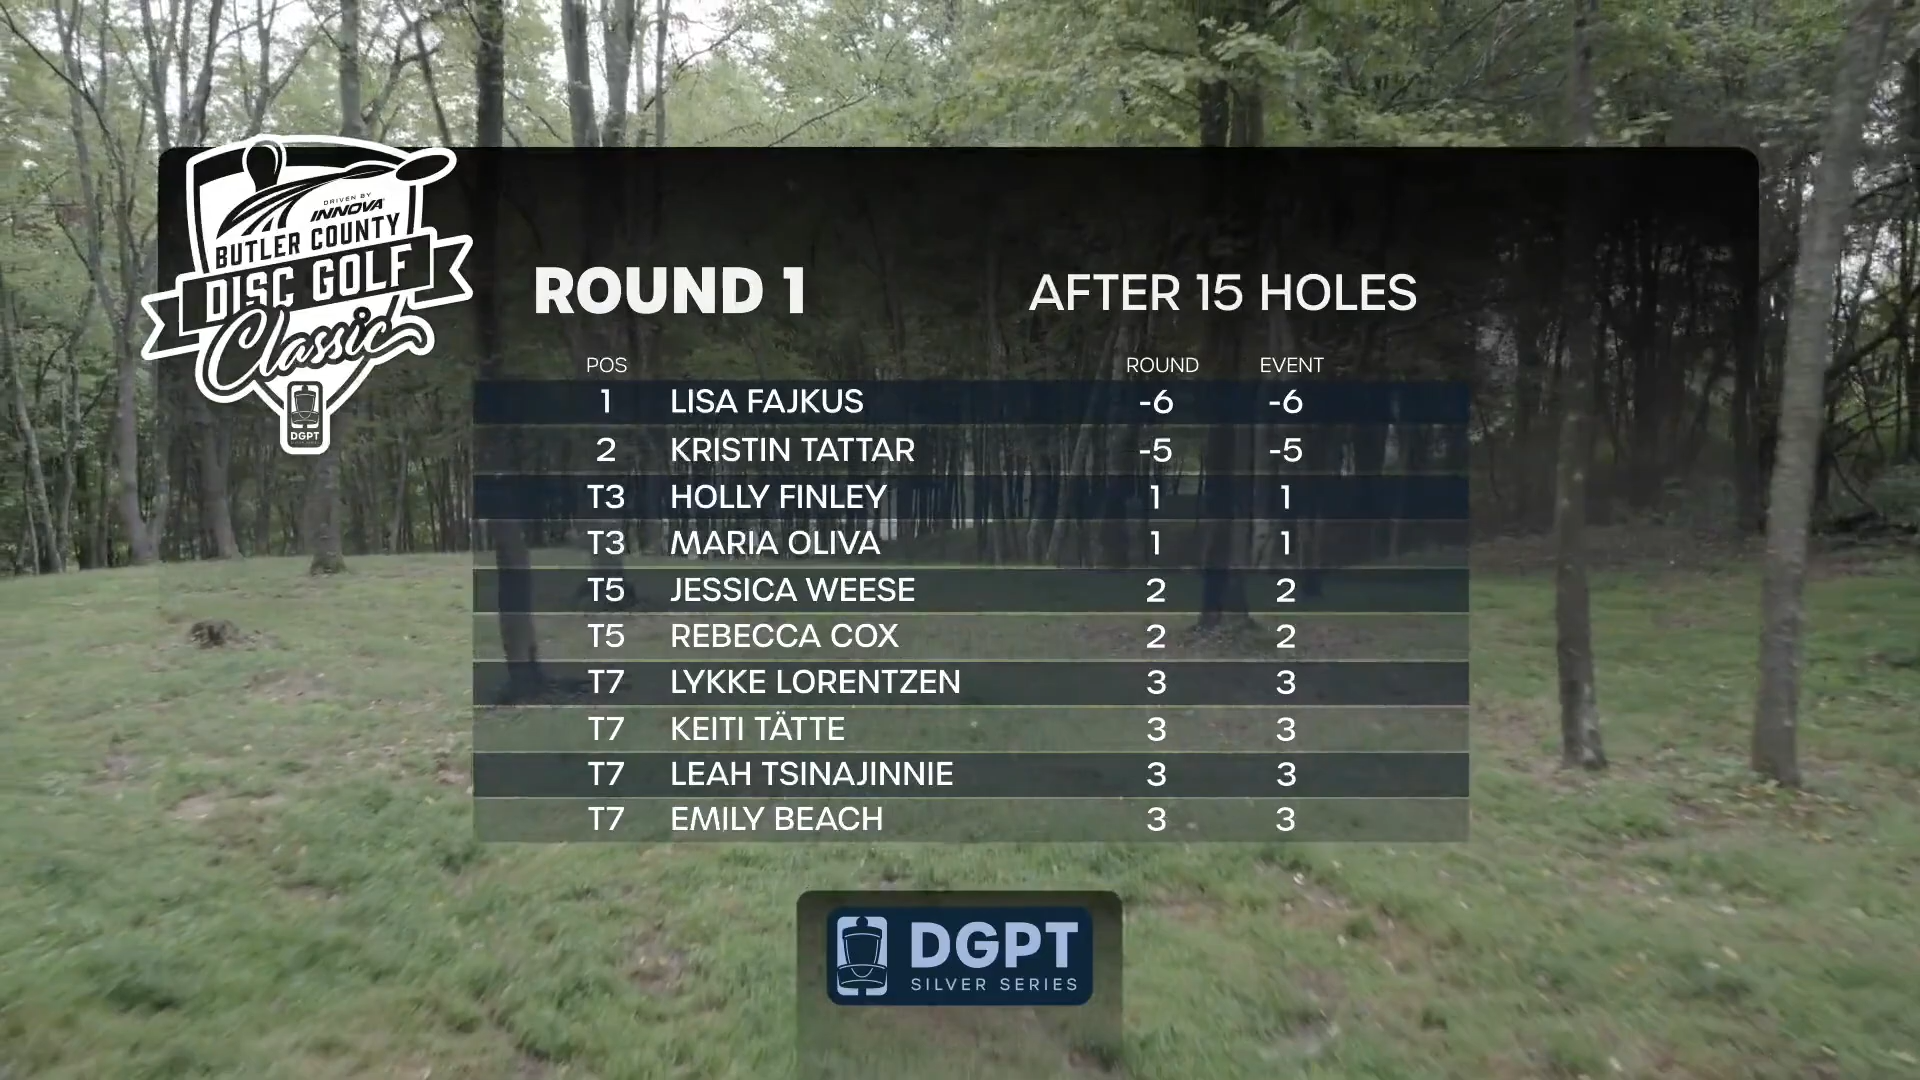 DRIVEN BY
INNOVA
BUTLER COUNTY
DISC GOLF
Classic
DGPT
ROUND 1
AFTER 15 HOLES
POS ROUND EVENT
1 LISA FAJKUS -6 -6
2 KRISTIN TATTAR -5 -5
T3 HOLLY FINLEY 1 1
T3 MARIA OLIVA 1 1
T5 JESSICA WEESE 2 2
T5 REBECCA COX 2 2
T7 LYKKE LORENTZEN 3 3
T7 KEITI TÄTTE 3 3
T7 LEAH TSINAJINNIE 3 3
T7 EMILY BEACH 3 3
DGPT
SILVER SERIES